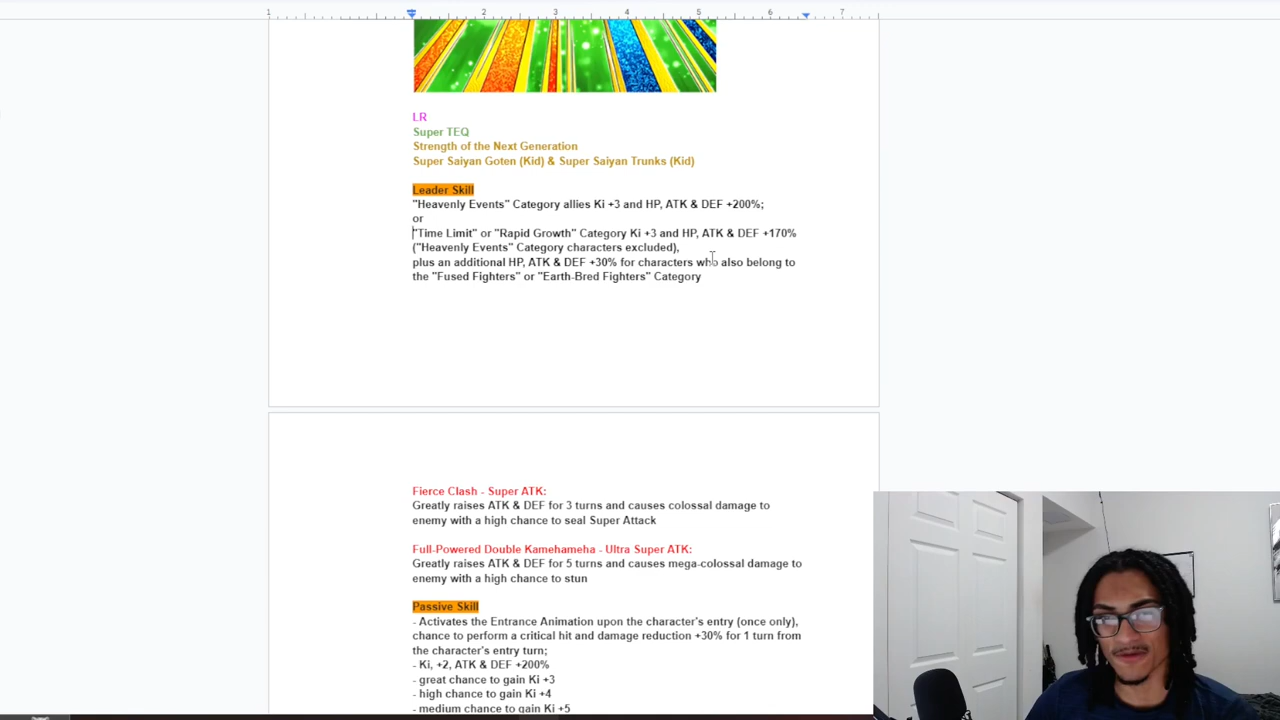 1 2 3 4 5 6 7
LR
Super TEQ
Strength of the Next Generation
Super Saiyan Goten (Kid) & Super Saiyan Trunks (Kid)
Leader Skill
"Heavenly Events" Category allies Ki +3 and HP, ATK & DEF +200%;
or
"Time Limit" or "Rapid Growth" Category Ki +3 and HP, ATK & DEF +170%
("Heavenly Events" Category characters excluded),
plus an additional HP, ATK & DEF +30% for characters who also belong to
the "Fused Fighters" or "Earth-Bred Fighters" Category
Fierce Clash - Super ATK:
Greatly raises ATK & DEF for 3 turns and causes colossal damage to
enemy with a high chance to seal Super Attack
Full-Powered Double Kamehameha - Ultra Super ATK:
Greatly raises ATK & DEF for 5 turns and causes mega-colossal damage to
enemy with a high chance to stun
Passive Skill
- Activates the Entrance Animation upon the character's entry (once only),
chance to perform a critical hit and damage reduction +30% for 1 turn from
the character's entry turn;
- Ki, +2, ATK & DEF +200%
- great chance to gain Ki +3
- high chance to gain Ki +4
- medium chance to gain Ki +5